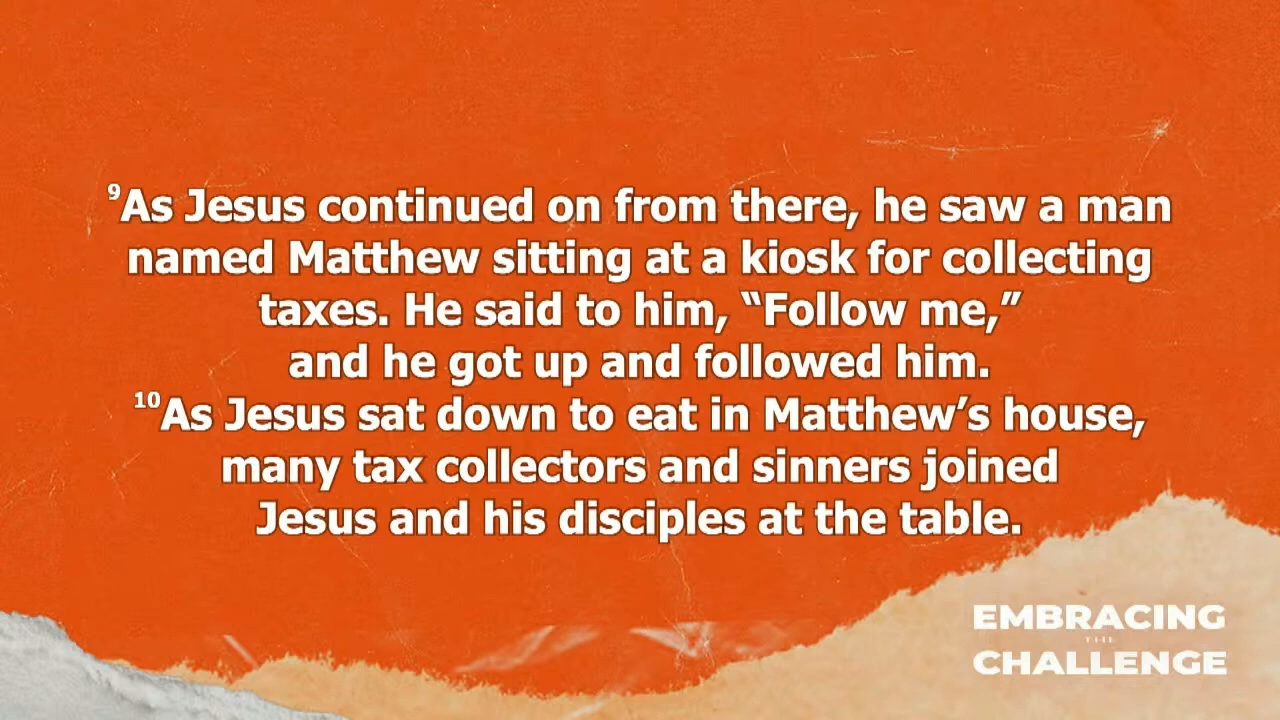 ⁹As Jesus continued on from there, he saw a man
named Matthew sitting at a kiosk for collecting
taxes. He said to him, “Follow me,”
and he got up and followed him.
¹⁰As Jesus sat down to eat in Matthew’s house,
many tax collectors and sinners joined
Jesus and his disciples at the table.
EMBRACING
THE
CHALLENGE